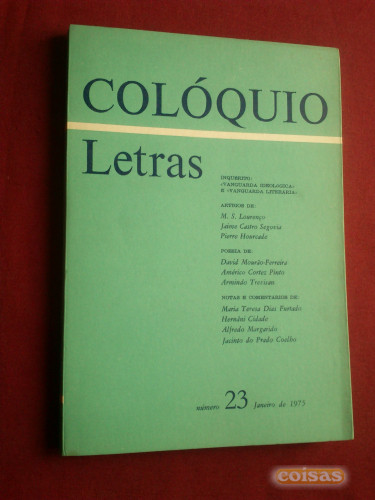 COLÓQUIO
Letras
INQUÉRITO:
«VANGUARDA IDEOLÓGICA»
E «VANGUARDA LITERÁRIA»
ARTIGOS DE:
M. S. Lourenço
Jaime Castro Segovia
Pierre Hourcade
POESIA DE:
David Mourão-Ferreira
Américo Cortez Pinto
Armindo Trevisan
NOTAS E COMENTÁRIOS DE:
Maria Teresa Dias Furtado
Hernâni Cidade
Alfredo Margarido
Jacinto do Prado Coelho
número 23 Janeiro de 1975
coisas